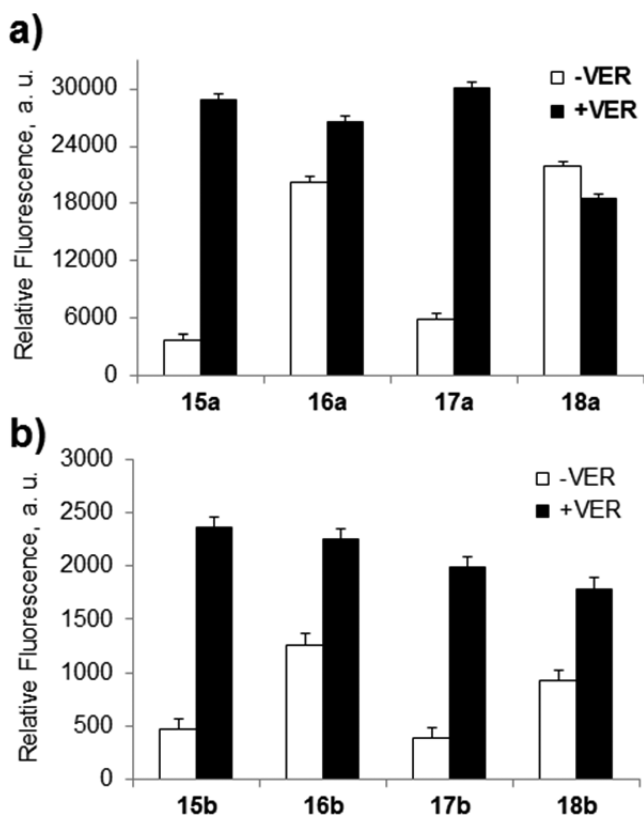 a)
Relative Fluorescence, a. u.
30000
24000
18000
12000
6000
0
-VER
+VER
15a 16a 17a 18a
b)
Relative Fluorescence, a. u.
3000
2500
2000
1500
1000
500
0
-VER
+VER
15b 16b 17b 18b